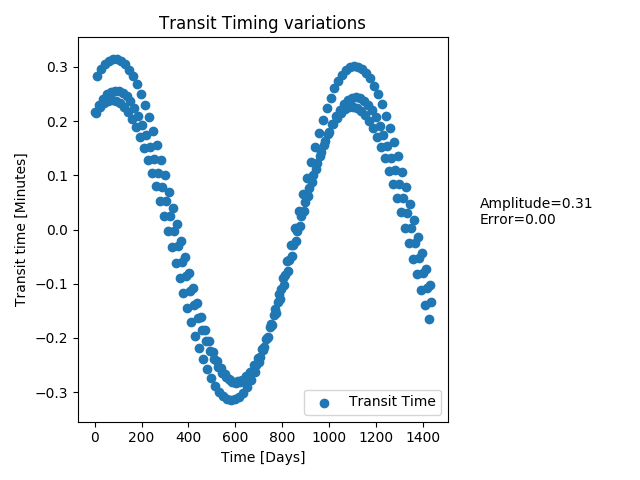 Transit Timing variations
Transit time [Minutes]
0.3
0.2
0.1
0.0
−0.1
−0.2
−0.3
Amplitude=0.31
Error=0.00
Transit Time
0 200 400 600 800 1000 1200 1400
Time [Days]